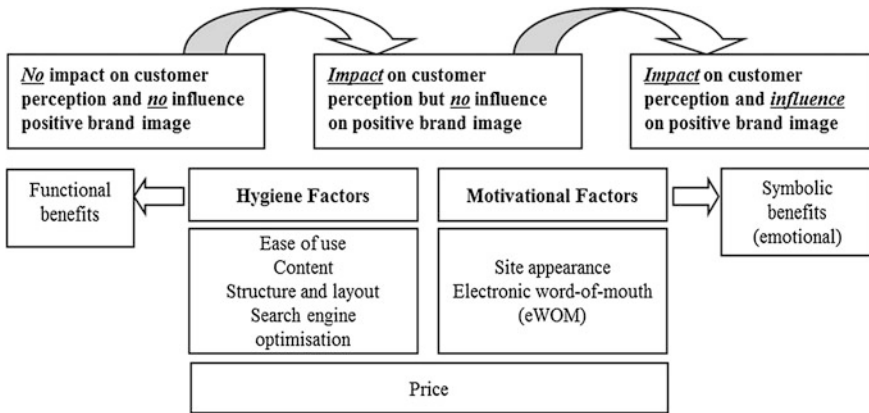 No impact on customer
perception and no influence
positive brand image
Impact on customer
perception but no influence
on positive brand image
Impact on customer
perception and influence
on positive brand image
Functional
benefits
Hygiene Factors
Motivational Factors
Symbolic
benefits
(emotional)
Ease of use
Content
Structure and layout
Search engine
optimisation
Site appearance
Electronic word-of-mouth
(eWOM)
Price